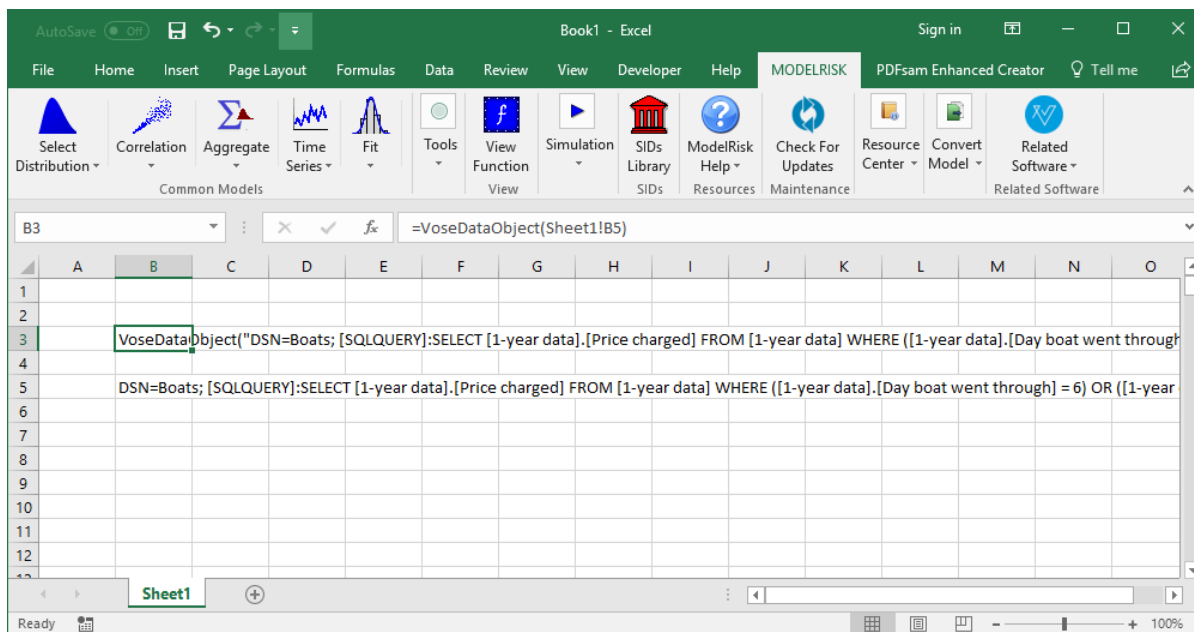 AutoSave Off Book1 - Excel Sign in
File Home Insert Page Layout Formulas Data Review View Developer Help MODELRISK PDFsam Enhanced Creator Tell me
Select Correlation Aggregate Time Fit Tools View Simulation SIDs ModelRisk Check For Resource Convert Related
Distribution Series Function Library Help Updates Center Model Software
Common Models View SIDs Resources Maintenance Related Software
B3 fx =VoseDataObject(Sheet1!B5)
A B C D E F G H I J K L M N O
1
2
3 VoseDataObject("DSN=Boats; [SQLQUERY]:SELECT [1-year data].[Price charged] FROM [1-year data] WHERE ([1-year data].[Day boat went through
4
5 DSN=Boats; [SQLQUERY]:SELECT [1-year data].[Price charged] FROM [1-year data] WHERE ([1-year data].[Day boat went through] = 6) OR ([1-year
6
7
8
9
10
11
12
Sheet1
Ready 100%